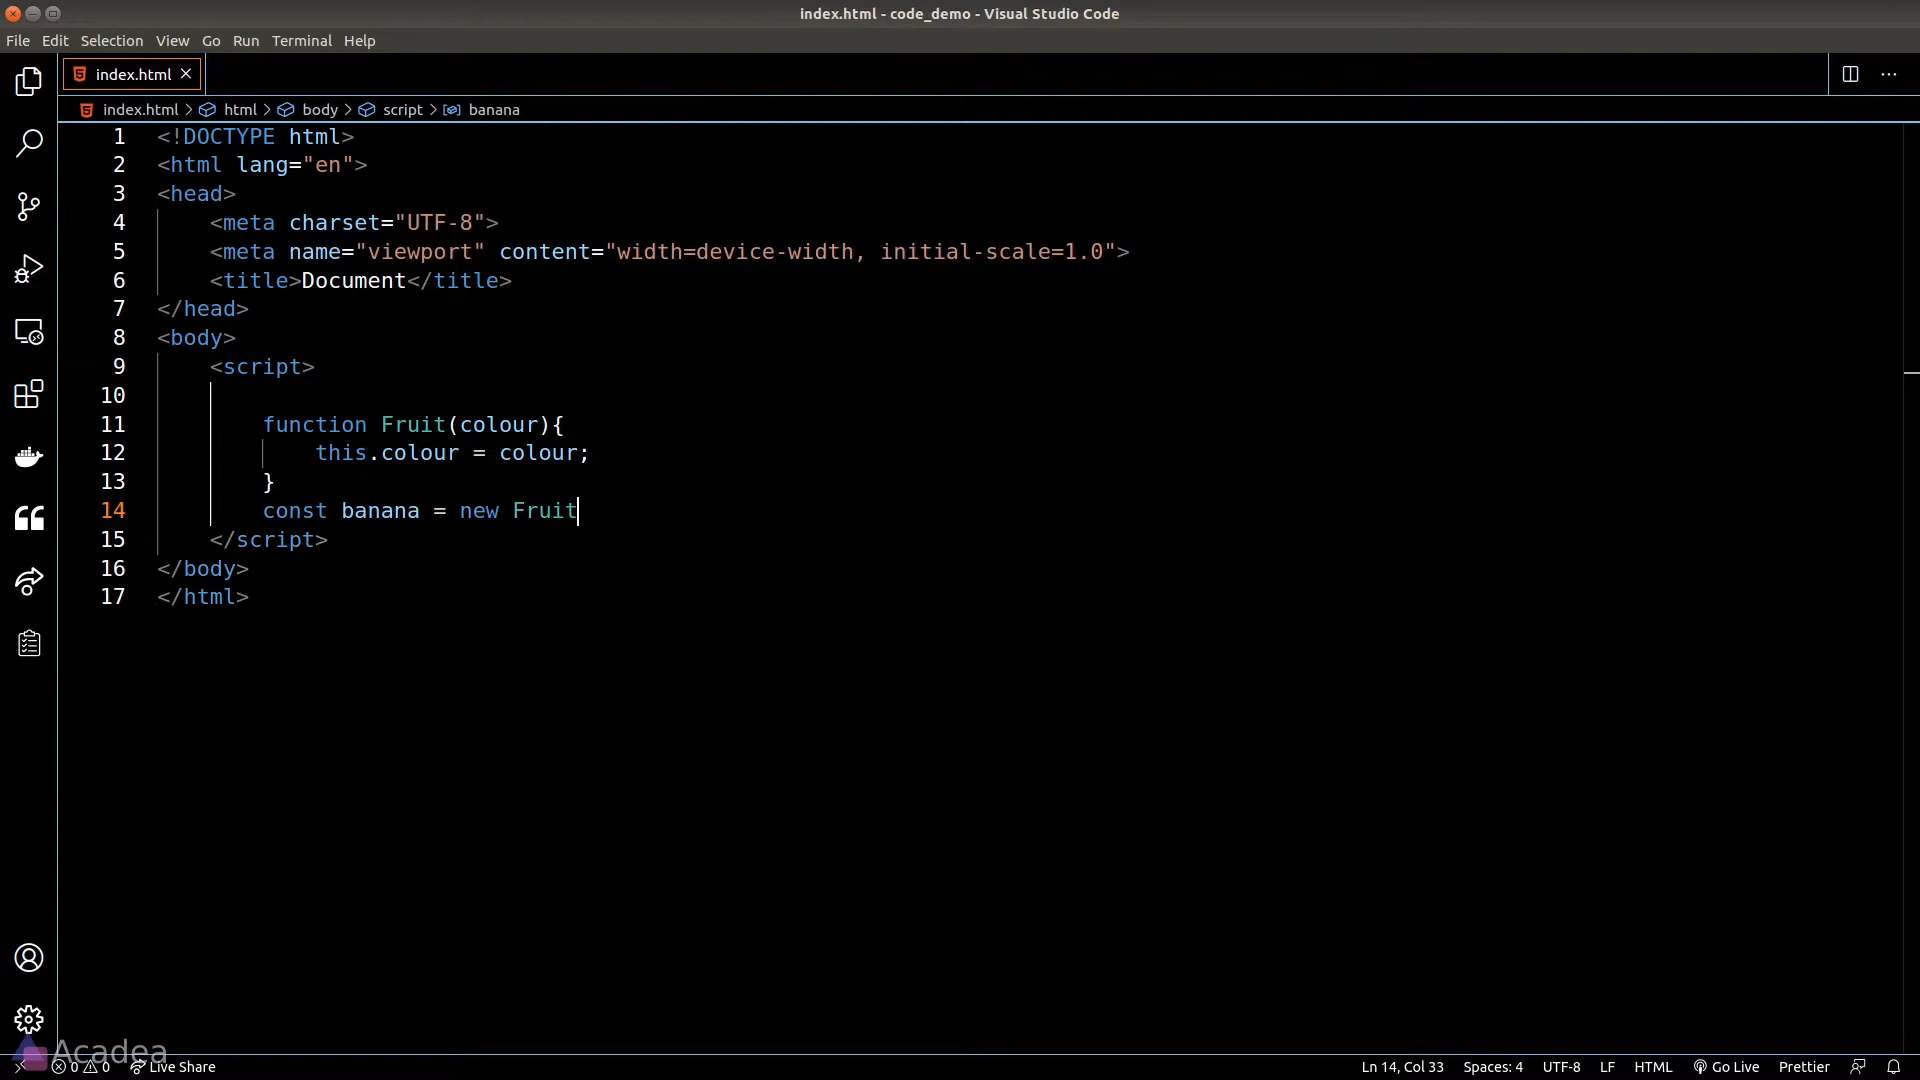 index.html - code_demo - Visual Studio Code
File Edit Selection View Go Run Terminal Help
index.html
index.html > html > body > script > banana
1 <!DOCTYPE html>
2 <html lang="en">
3 <head>
4     <meta charset="UTF-8">
5     <meta name="viewport" content="width=device-width, initial-scale=1.0">
6     <title>Document</title>
7 </head>
8 <body>
9     <script>
10
11         function Fruit(colour){
12             this.colour = colour;
13         }
14         const banana = new Fruit
15     </script>
16 </body>
17 </html>
Acadea
0 0 Live Share Ln 14, Col 33 Spaces: 4 UTF-8 LF HTML Go Live Prettier